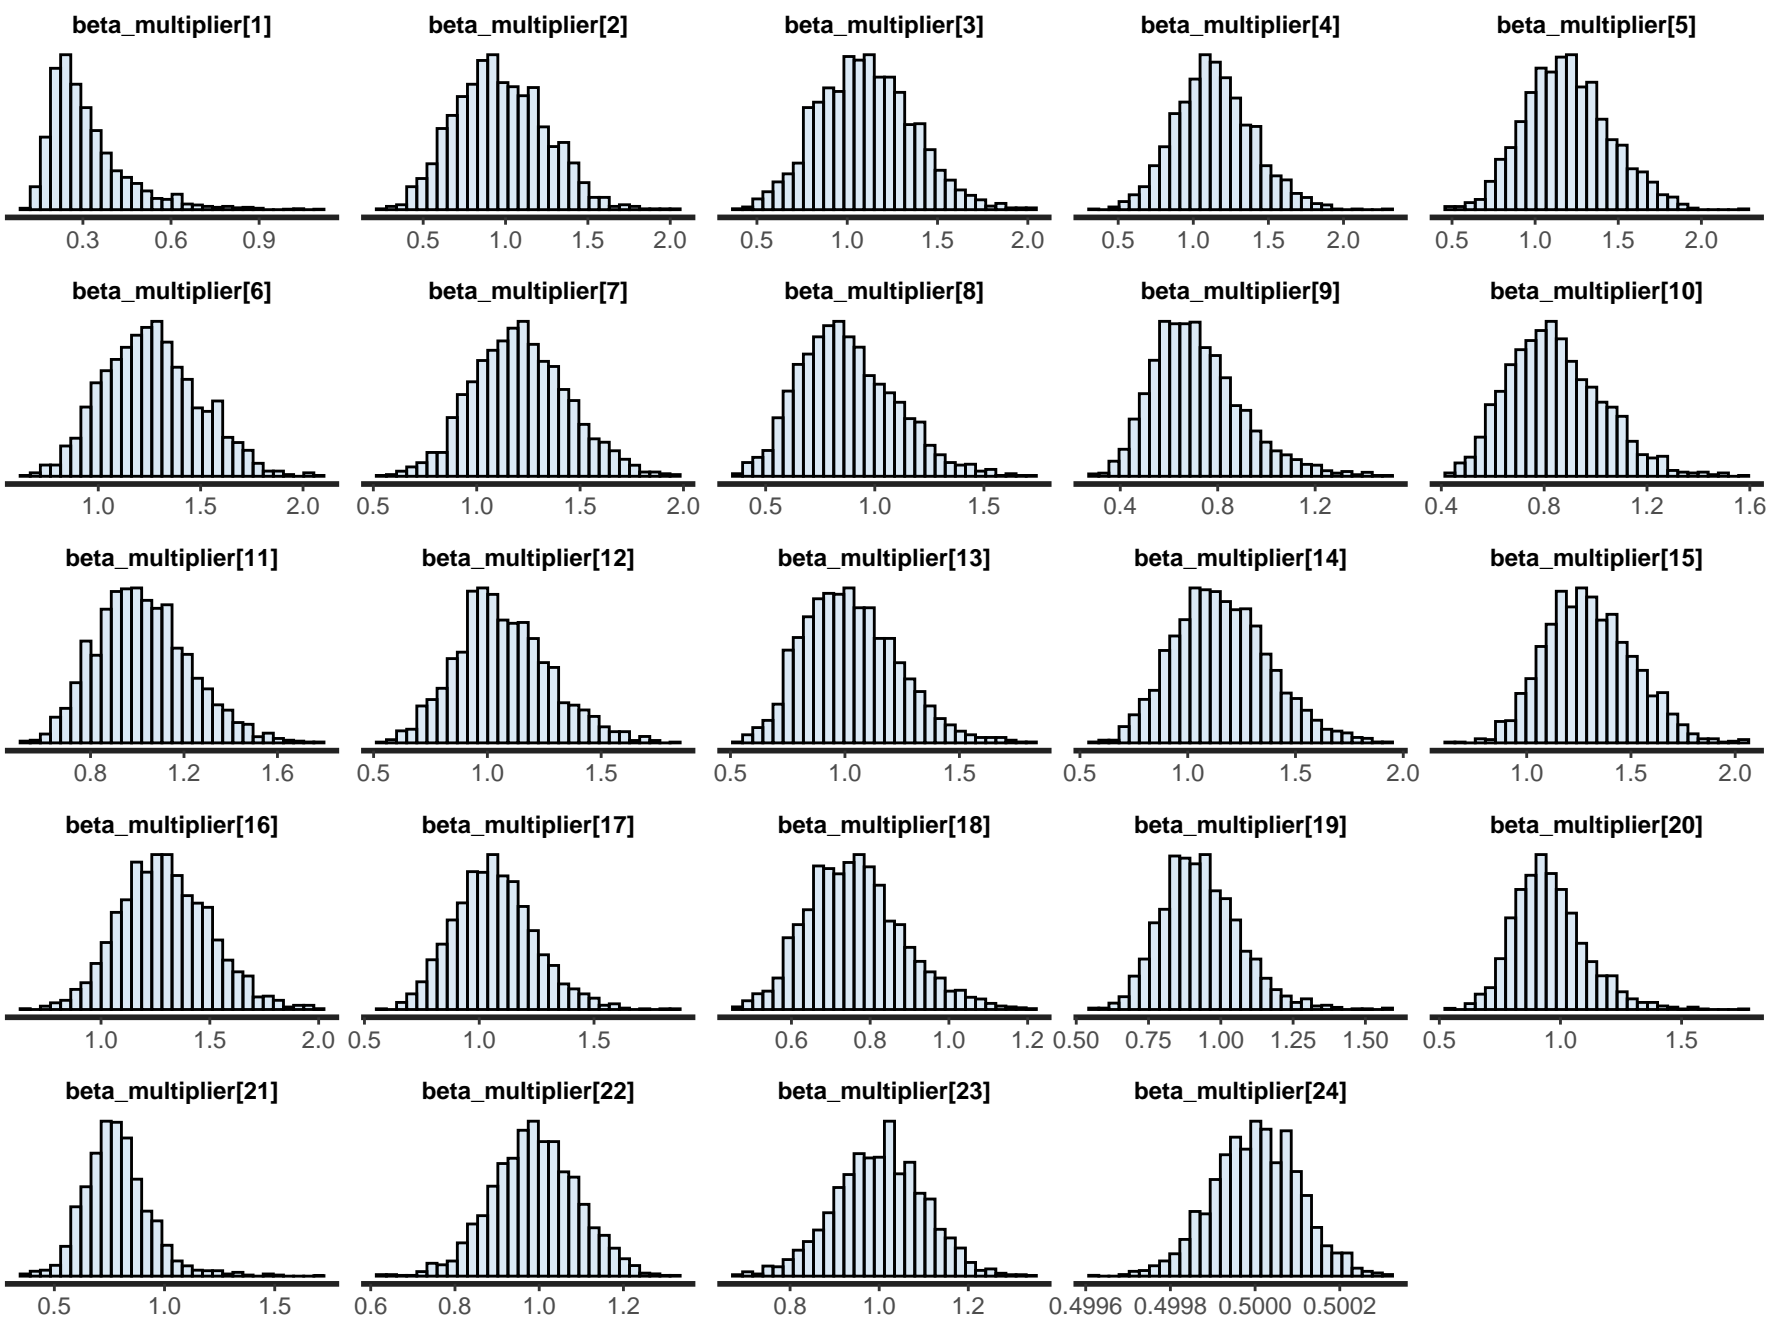 beta_multiplier[1] beta_multiplier[2] beta_multiplier[3] beta_multiplier[4] beta_multiplier[5]
0.3 0.6 0.9 0.5 1.0 1.5 2.0 0.5 1.0 1.5 2.0 0.5 1.0 1.5 2.0 0.5 1.0 1.5 2.0
beta_multiplier[6] beta_multiplier[7] beta_multiplier[8] beta_multiplier[9] beta_multiplier[10]
1.0 1.5 2.0 0.5 1.0 1.5 2.0 0.5 1.0 1.5 0.4 0.8 1.2 0.4 0.8 1.2 1.6
beta_multiplier[11] beta_multiplier[12] beta_multiplier[13] beta_multiplier[14] beta_multiplier[15]
0.8 1.2 1.6 0.5 1.0 1.5 0.5 1.0 1.5 0.5 1.0 1.5 2.0 1.0 1.5 2.0
beta_multiplier[16] beta_multiplier[17] beta_multiplier[18] beta_multiplier[19] beta_multiplier[20]
1.0 1.5 2.0 0.5 1.0 1.5 0.6 0.8 1.0 1.2 0.50 0.75 1.00 1.25 1.50 0.5 1.0 1.5
beta_multiplier[21] beta_multiplier[22] beta_multiplier[23] beta_multiplier[24]
0.5 1.0 1.5 0.6 0.8 1.0 1.2 0.8 1.0 1.2 0.4996 0.4998 0.5000 0.5002